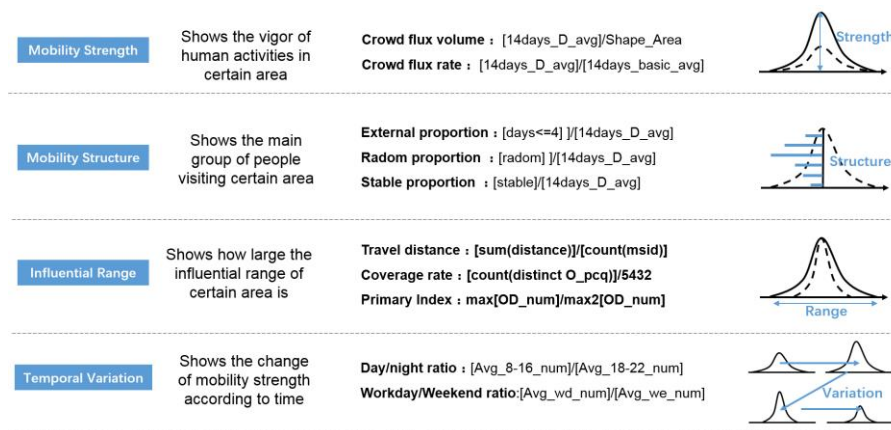 Mobility Strength
Shows the vigor of
human activities in
certain area
Crowd flux volume : [14days_D_avg]/Shape_Area
Crowd flux rate : [14days_D_avg]/[14days_basic_avg]
Strength
Mobility Structure
Shows the main
group of people
visiting certain area
External proportion : [days<=4] ]/[14days_D_avg]
Radom proportion : [radom] ]/[14days_D_avg]
Stable proportion : [stable]/[14days_D_avg]
Structure
Influential Range
Shows how large the
influential range of
certain area is
Travel distance : [sum(distance)]/[count(msid)]
Coverage rate : [count(distinct O_pcq)]/5432
Primary Index : max[OD_num]/max2[OD_num]
Range
Temporal Variation
Shows the change
of mobility strength
according to time
Day/night ratio : [Avg_8-16_num]/[Avg_18-22_num]
Workday/Weekend ratio:[Avg_wd_num]/[Avg_we_num]
Variation